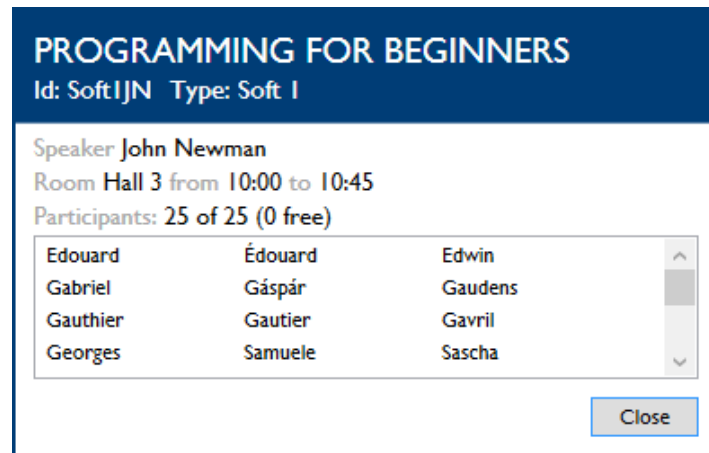 PROGRAMMING FOR BEGINNERS
Id: Soft1JN Type: Soft 1
Speaker John Newman
Room Hall 3 from 10:00 to 10:45
Participants: 25 of 25 (0 free)
Edouard Édouard Edwin
Gabriel Gáspár Gaudens
Gauthier Gautier Gavril
Georges Samuele Sascha
Close